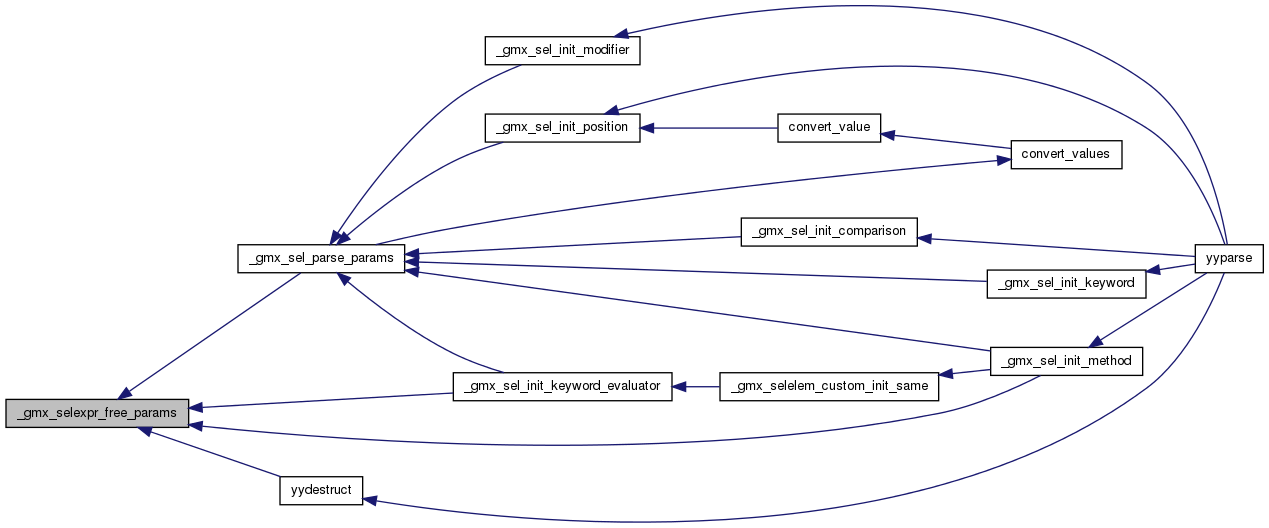 _gmx_sel_init_modifier
_gmx_sel_init_position
convert_value
convert_values
_gmx_sel_init_comparison
_gmx_sel_parse_params
yyparse
_gmx_sel_init_keyword
_gmx_sel_init_method
_gmx_sel_init_keyword_evaluator
_gmx_selelem_custom_init_same
_gmx_selexpr_free_params
yydestruct